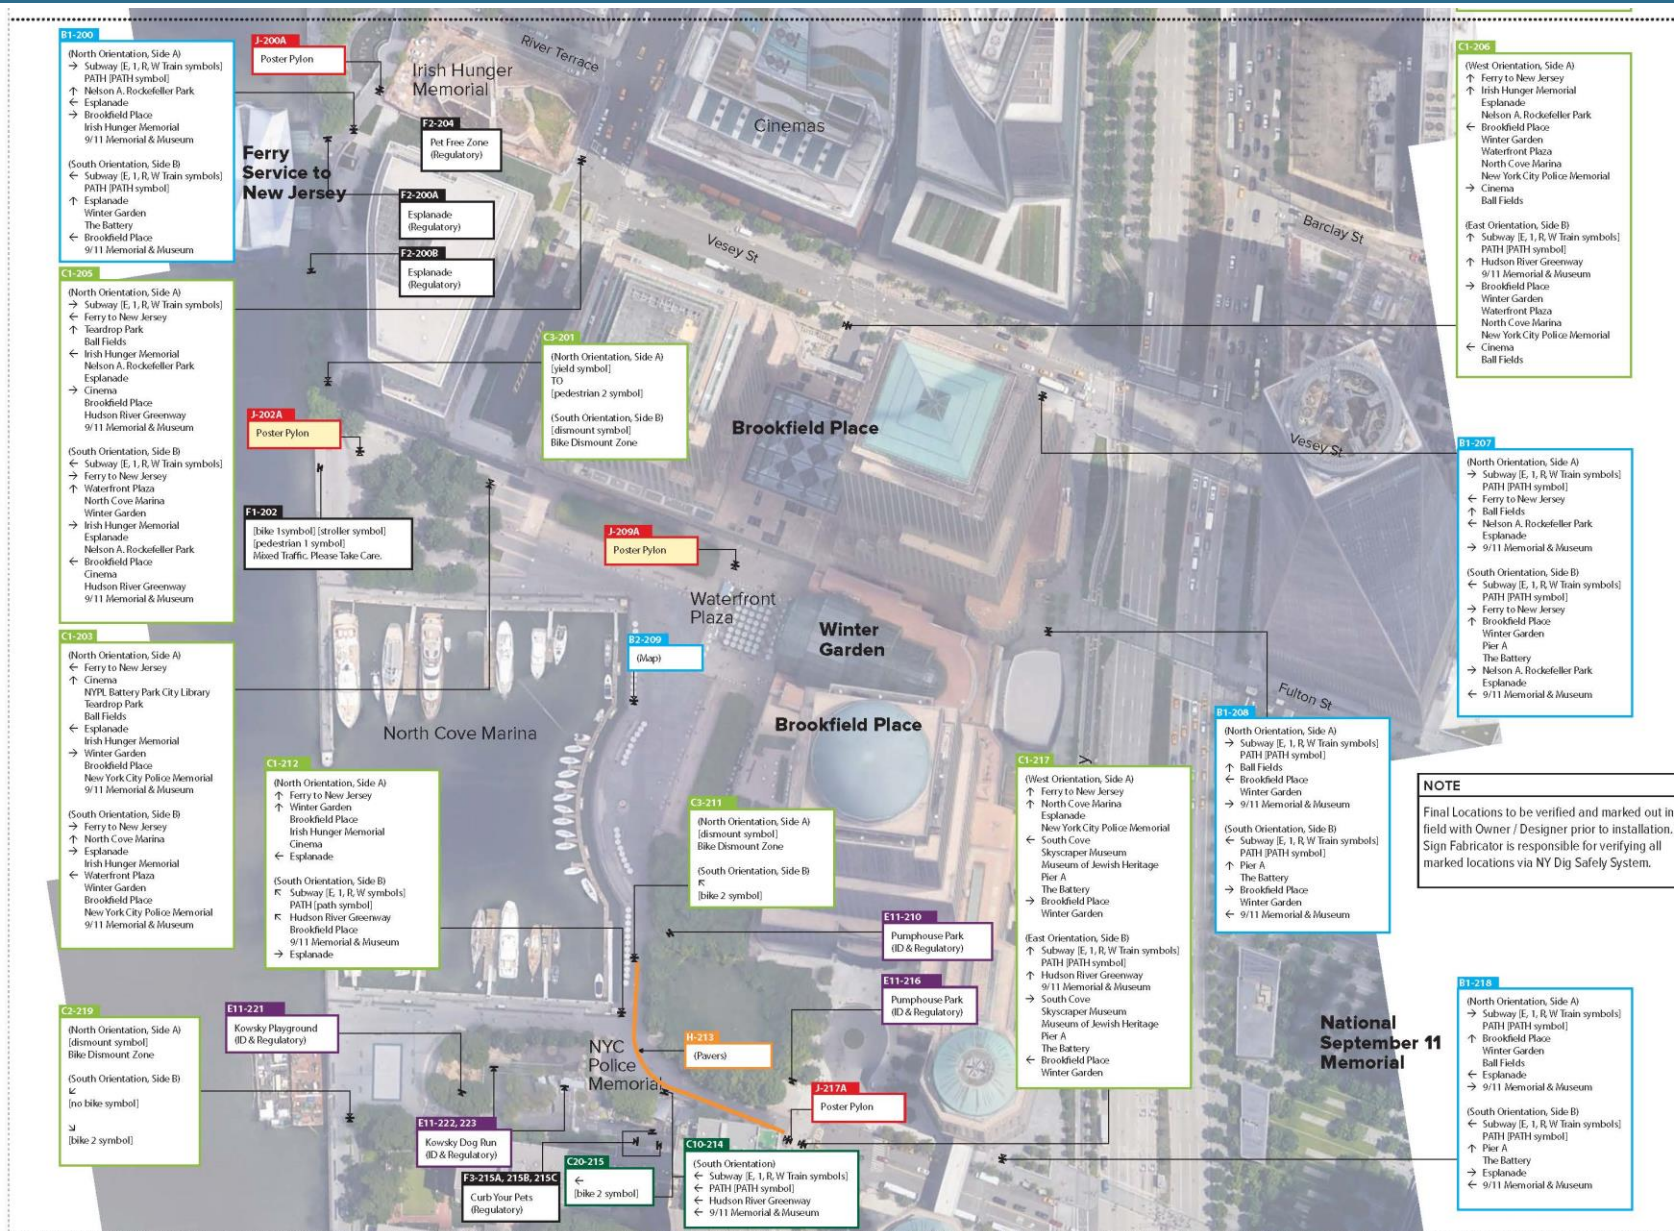 B1-200
(North Orientation, Side A)
→ Subway [E, 1, R, W Train symbols]
PATH [PATH symbol]
↑ Nelson A. Rockefeller Park
← Esplanade
→ Brookfield Place
Irish Hunger Memorial
9/11 Memorial & Museum
(South Orientation, Side B)
← Subway [E, 1, R, W Train symbols]
PATH [PATH symbol]
↑ Esplanade
Winter Garden
The Battery
← Brookfield Place
9/11 Memorial & Museum
C1-205
(North Orientation, Side A)
→ Subway [E, 1, R, W Train symbols]
← Ferry to New Jersey
↑ Teardrop Park
Ball Fields
← Irish Hunger Memorial
Nelson A. Rockefeller Park
Esplanade
→ Cinema
Brookfield Place
Hudson River Greenway
9/11 Memorial & Museum
(South Orientation, Side B)
← Subway [E, 1, R, W Train symbols]
→ Ferry to New Jersey
↑ Waterfront Plaza
North Cove Marina
Winter Garden
→ Irish Hunger Memorial
Esplanade
Nelson A. Rockefeller Park
← Brookfield Place
Cinema
Hudson River Greenway
9/11 Memorial & Museum
C1-203
(North Orientation, Side A)
← Ferry to New Jersey
↑ Cinema
NYPL Battery Park City Library
Teardrop Park
Ball Fields
← Esplanade
Irish Hunger Memorial
→ Winter Garden
Brookfield Place
New York City Police Memorial
9/11 Memorial & Museum
(South Orientation, Side B)
→ Ferry to New Jersey
↑ North Cove Marina
→ Esplanade
Irish Hunger Memorial
← Waterfront Plaza
Winter Garden
Brookfield Place
New York City Police Memorial
9/11 Memorial & Museum
C2-219
(North Orientation, Side A)
[dismount symbol]
Bike Dismount Zone
(South Orientation, Side B)
↙
[no bike symbol]
↘
[bike 2 symbol]
J-200A
Poster Pylon
Irish Hunger
Memorial
River Terrace
Cinemas
F2-204
Pet Free Zone
(Regulatory)
Ferry
Service to
New Jersey
F2-200A
Esplanade
(Regulatory)
F2-200B
Esplanade
(Regulatory)
Vesey St
Barclay St
C3-201
(North Orientation, Side A)
[yield symbol]
TO
[pedestrian 2 symbol]
(South Orientation, Side B)
[dismount symbol]
Bike Dismount Zone
J-202A
Poster Pylon
Brookfield Place
Vesey St
F1-202
[bike 1symbol] [stroller symbol]
[pedestrian 1 symbol]
Mixed Traffic. Please Take Care.
J-209A
Poster Pylon
Waterfront
Plaza
Winter
Garden
B2-209
(Map)
North Cove Marina
Brookfield Place
Fulton St
y
C1-212
(North Orientation, Side A)
↑ Ferry to New Jersey
↑ Winter Garden
Brookfield Place
Irish Hunger Memorial
Cinema
← Esplanade
(South Orientation, Side B)
↖ Subway [E, 1, R, W symbols]
PATH [path symbol]
↖ Hudson River Greenway
Brookfield Place
9/11 Memorial & Museum
→ Esplanade
C3-211
(North Orientation, Side A)
[dismount symbol]
Bike Dismount Zone
(South Orientation, Side B)
↖
[bike 2 symbol]
E11-210
Pumphouse Park
(ID & Regulatory)
E11-216
Pumphouse Park
(ID & Regulatory)
E11-221
Kowsky Playground
(ID & Regulatory)
NYC
Police
Memorial
H-213
(Pavers)
J-217A
Poster Pylon
E11-222, 223
Kowsky Dog Run
(ID & Regulatory)
F3-215A, 215B, 215C
Curb Your Pets
(Regulatory)
C20-215
←
[bike 2 symbol]
C10-214
(South Orientation)
← Subway [E, 1, R, W Train symbols]
← PATH [PATH symbol]
← Hudson River Greenway
← 9/11 Memorial & Museum
C1-217
(West Orientation, Side A)
↑ Ferry to New Jersey
↑ North Cove Marina
Esplanade
New York City Police Memorial
← South Cove
Skyscraper Museum
Museum of Jewish Heritage
Pier A
The Battery
→ Brookfield Place
Winter Garden
(East Orientation, Side B)
↑ Subway [E, 1, R, W Train symbols]
PATH [PATH symbol]
↑ Hudson River Greenway
9/11 Memorial & Museum
→ South Cove
Skyscraper Museum
Museum of Jewish Heritage
Pier A
The Battery
← Brookfield Place
Winter Garden
B1-208
(North Orientation, Side A)
→ Subway [E, 1, R, W Train symbols]
PATH [PATH symbol]
↑ Ball Fields
← Brookfield Place
Winter Garden
→ 9/11 Memorial & Museum
(South Orientation, Side B)
← Subway [E, 1, R, W Train symbols]
PATH [PATH symbol]
↑ Pier A
The Battery
→ Brookfield Place
Winter Garden
← 9/11 Memorial & Museum
National
September 11
Memorial
C1-206
(West Orientation, Side A)
↑ Ferry to New Jersey
↑ Irish Hunger Memorial
Esplanade
Nelson A. Rockefeller Park
← Brookfield Place
Winter Garden
Waterfront Plaza
North Cove Marina
New York City Police Memorial
→ Cinema
Ball Fields
(East Orientation, Side B)
↑ Subway [E, 1, R, W Train symbols]
PATH [PATH symbol]
↑ Hudson River Greenway
9/11 Memorial & Museum
→ Brookfield Place
Winter Garden
Waterfront Plaza
North Cove Marina
New York City Police Memorial
← Cinema
Ball Fields
B1-207
(North Orientation, Side A)
→ Subway [E, 1, R, W Train symbols]
PATH [PATH symbol]
← Ferry to New Jersey
↑ Ball Fields
← Nelson A. Rockefeller Park
Esplanade
→ 9/11 Memorial & Museum
(South Orientation, Side B)
← Subway [E, 1, R, W Train symbols]
PATH [PATH symbol]
→ Ferry to New Jersey
↑ Brookfield Place
Winter Garden
Pier A
The Battery
→ Nelson A. Rockefeller Park
Esplanade
← 9/11 Memorial & Museum
NOTE
Final Locations to be verified and marked out in
field with Owner / Designer prior to installation.
Sign Fabricator is responsible for verifying all
marked locations via NY Dig Safely System.
B1-218
(North Orientation, Side A)
→ Subway [E, 1, R, W Train symbols]
PATH [PATH symbol]
↑ Brookfield Place
Winter Garden
Ball Fields
← Esplanade
→ 9/11 Memorial & Museum
(South Orientation, Side B)
← Subway [E, 1, R, W Train symbols]
PATH [PATH symbol]
↑ Pier A
The Battery
→ Esplanade
← 9/11 Memorial & Museum